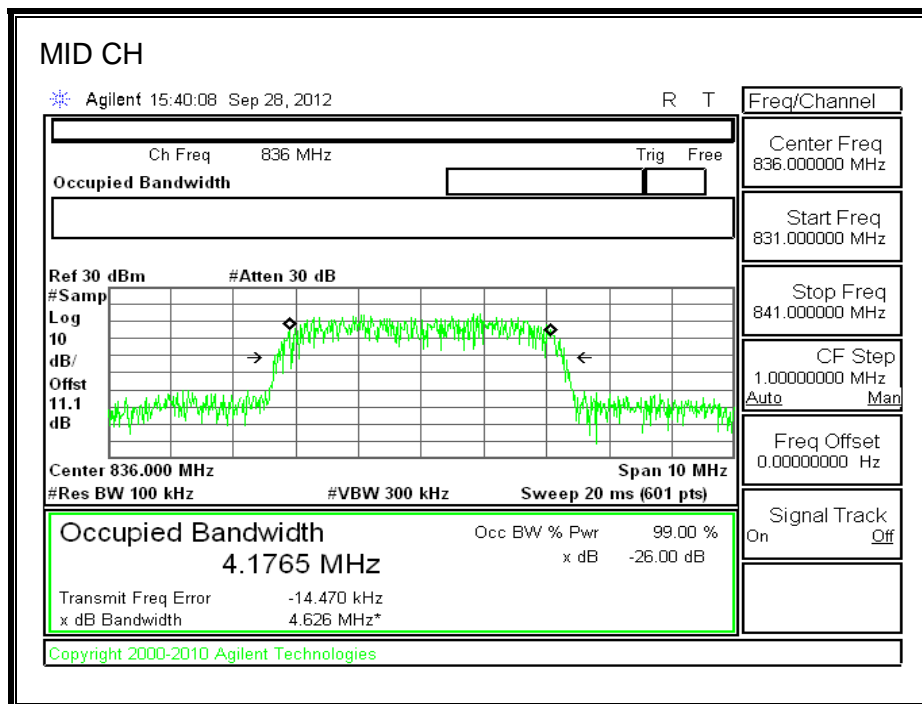 MID CH
Agilent 15:40:08 Sep 28, 2012 R T
Freq/Channel
Ch Freq 836 MHz Trig Free
Occupied Bandwidth
Center Freq
836.000000 MHz
Start Freq
831.000000 MHz
Stop Freq
841.000000 MHz
CF Step
1.00000000 MHz
Auto Man
Freq Offset
0.00000000 Hz
Signal Track
On Off
Ref 30 dBm #Atten 30 dB
#Samp
Log
10
dB/
Offst
11.1
dB
Center 836.000 MHz Span 10 MHz
#Res BW 100 kHz #VBW 300 kHz Sweep 20 ms (601 pts)
Occupied Bandwidth Occ BW % Pwr 99.00 %
4.1765 MHz x dB -26.00 dB
Transmit Freq Error -14.470 kHz
x dB Bandwidth 4.626 MHz*
Copyright 2000-2010 Agilent Technologies